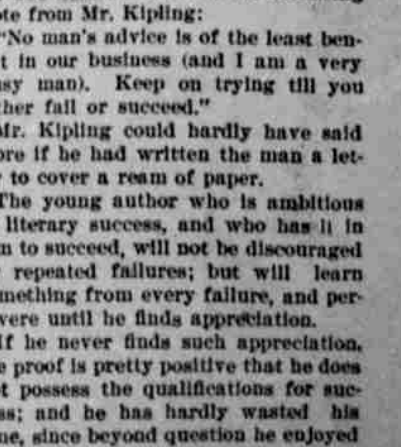 ote from Mr. Kipling:
"No man's advice is of the least ben-
t in our business (and I am a very
usy man). Keep on trying till you
ther fail or succeed."
Mr. Kipling could hardly have said
ore if he had written the man a let-
r to cover a ream of paper.
The young author who is ambitious
literary success, and who has it in
m to succeed, will not be discouraged
repeated failures; but will learn
mething from every failure, and per-
vere until he finds appreciation.
If he never finds such appreciation,
e proof is pretty positive that he does
ot possess the qualifications for suc-
ss; and he has hardly wasted his
me, since beyond question he enjoyed